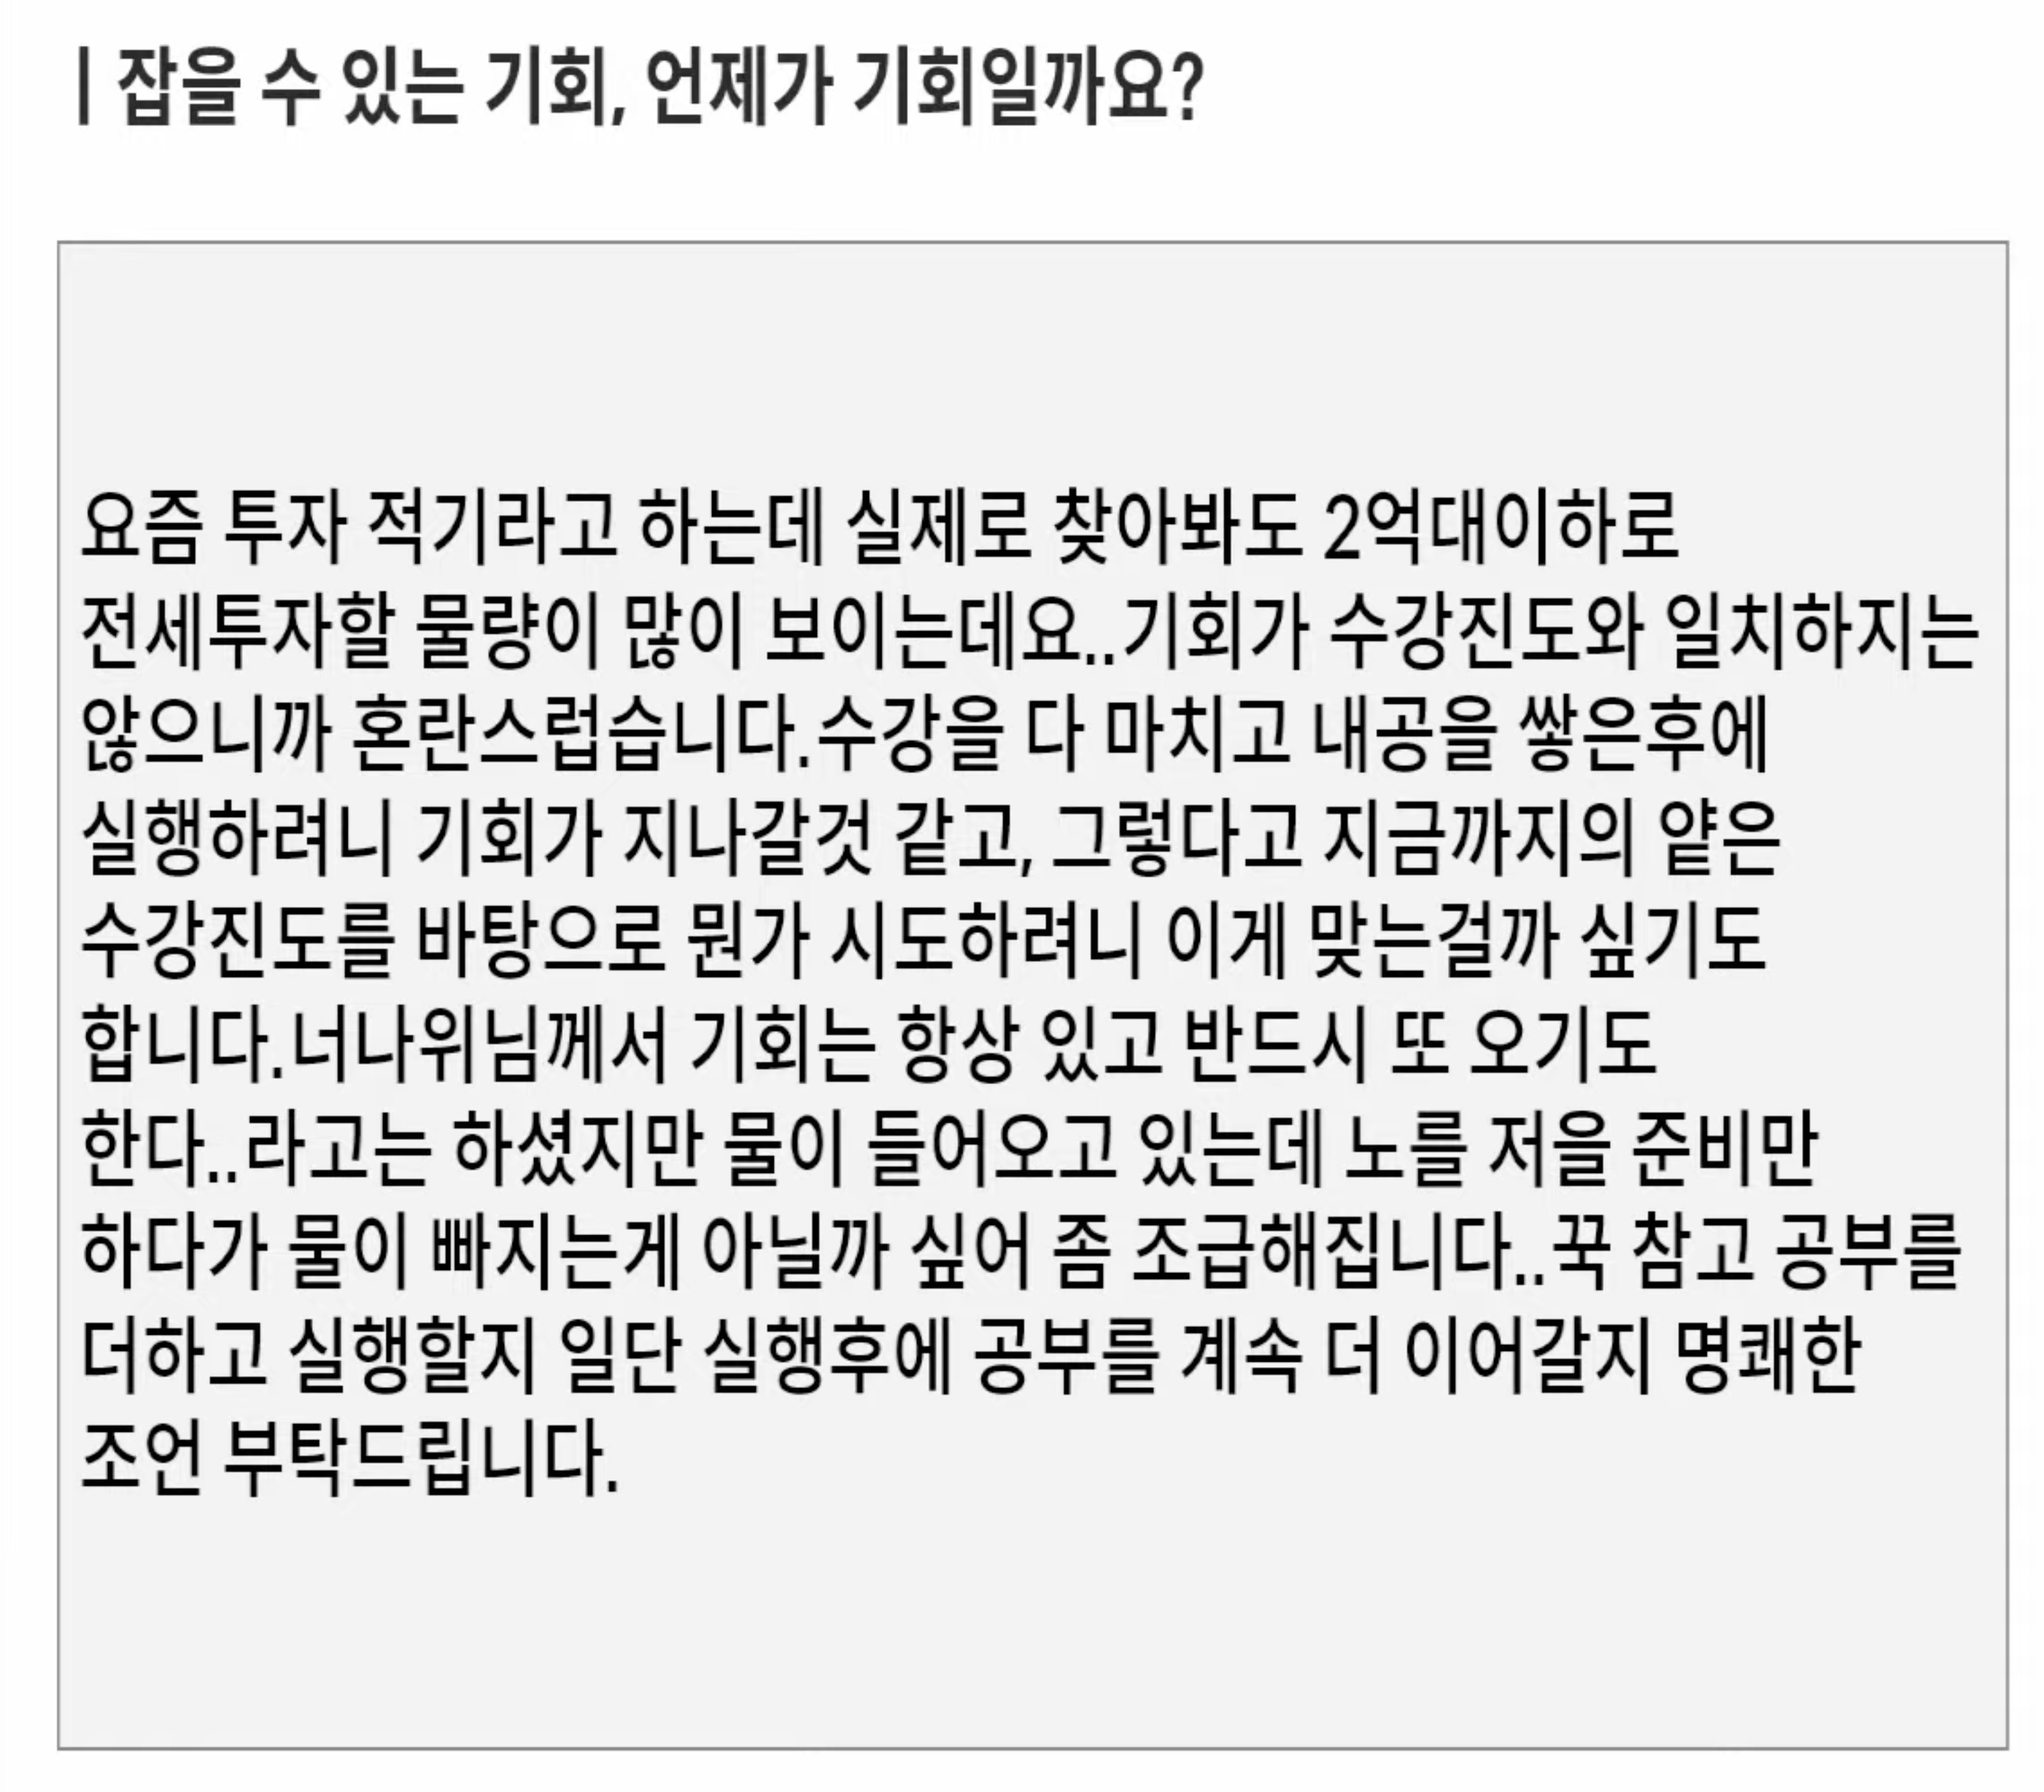 | 잡을 수 있는 기회, 언제가 기회일까요?
요즘 투자 적기라고 하는데 실제로 찾아봐도 2억대이하로
전세투자할 물량이 많이 보이는데요..기회가 수강진도와 일치하지는
않으니까 혼란스럽습니다.수강을 다 마치고 내공을 쌓은후에
실행하려니 기회가 지나갈것 같고, 그렇다고 지금까지의 얕은
수강진도를 바탕으로 뭔가 시도하려니 이게 맞는걸까 싶기도
합니다.너나위님께서 기회는 항상 있고 반드시 또 오기도
한다..라고는 하셨지만 물이 들어오고 있는데 노를 저을 준비만
하다가 물이 빠지는게 아닐까 싶어 좀 조급해집니다..꾹 참고 공부를
더하고 실행할지 일단 실행후에 공부를 계속 더 이어갈지 명쾌한
조언 부탁드립니다.